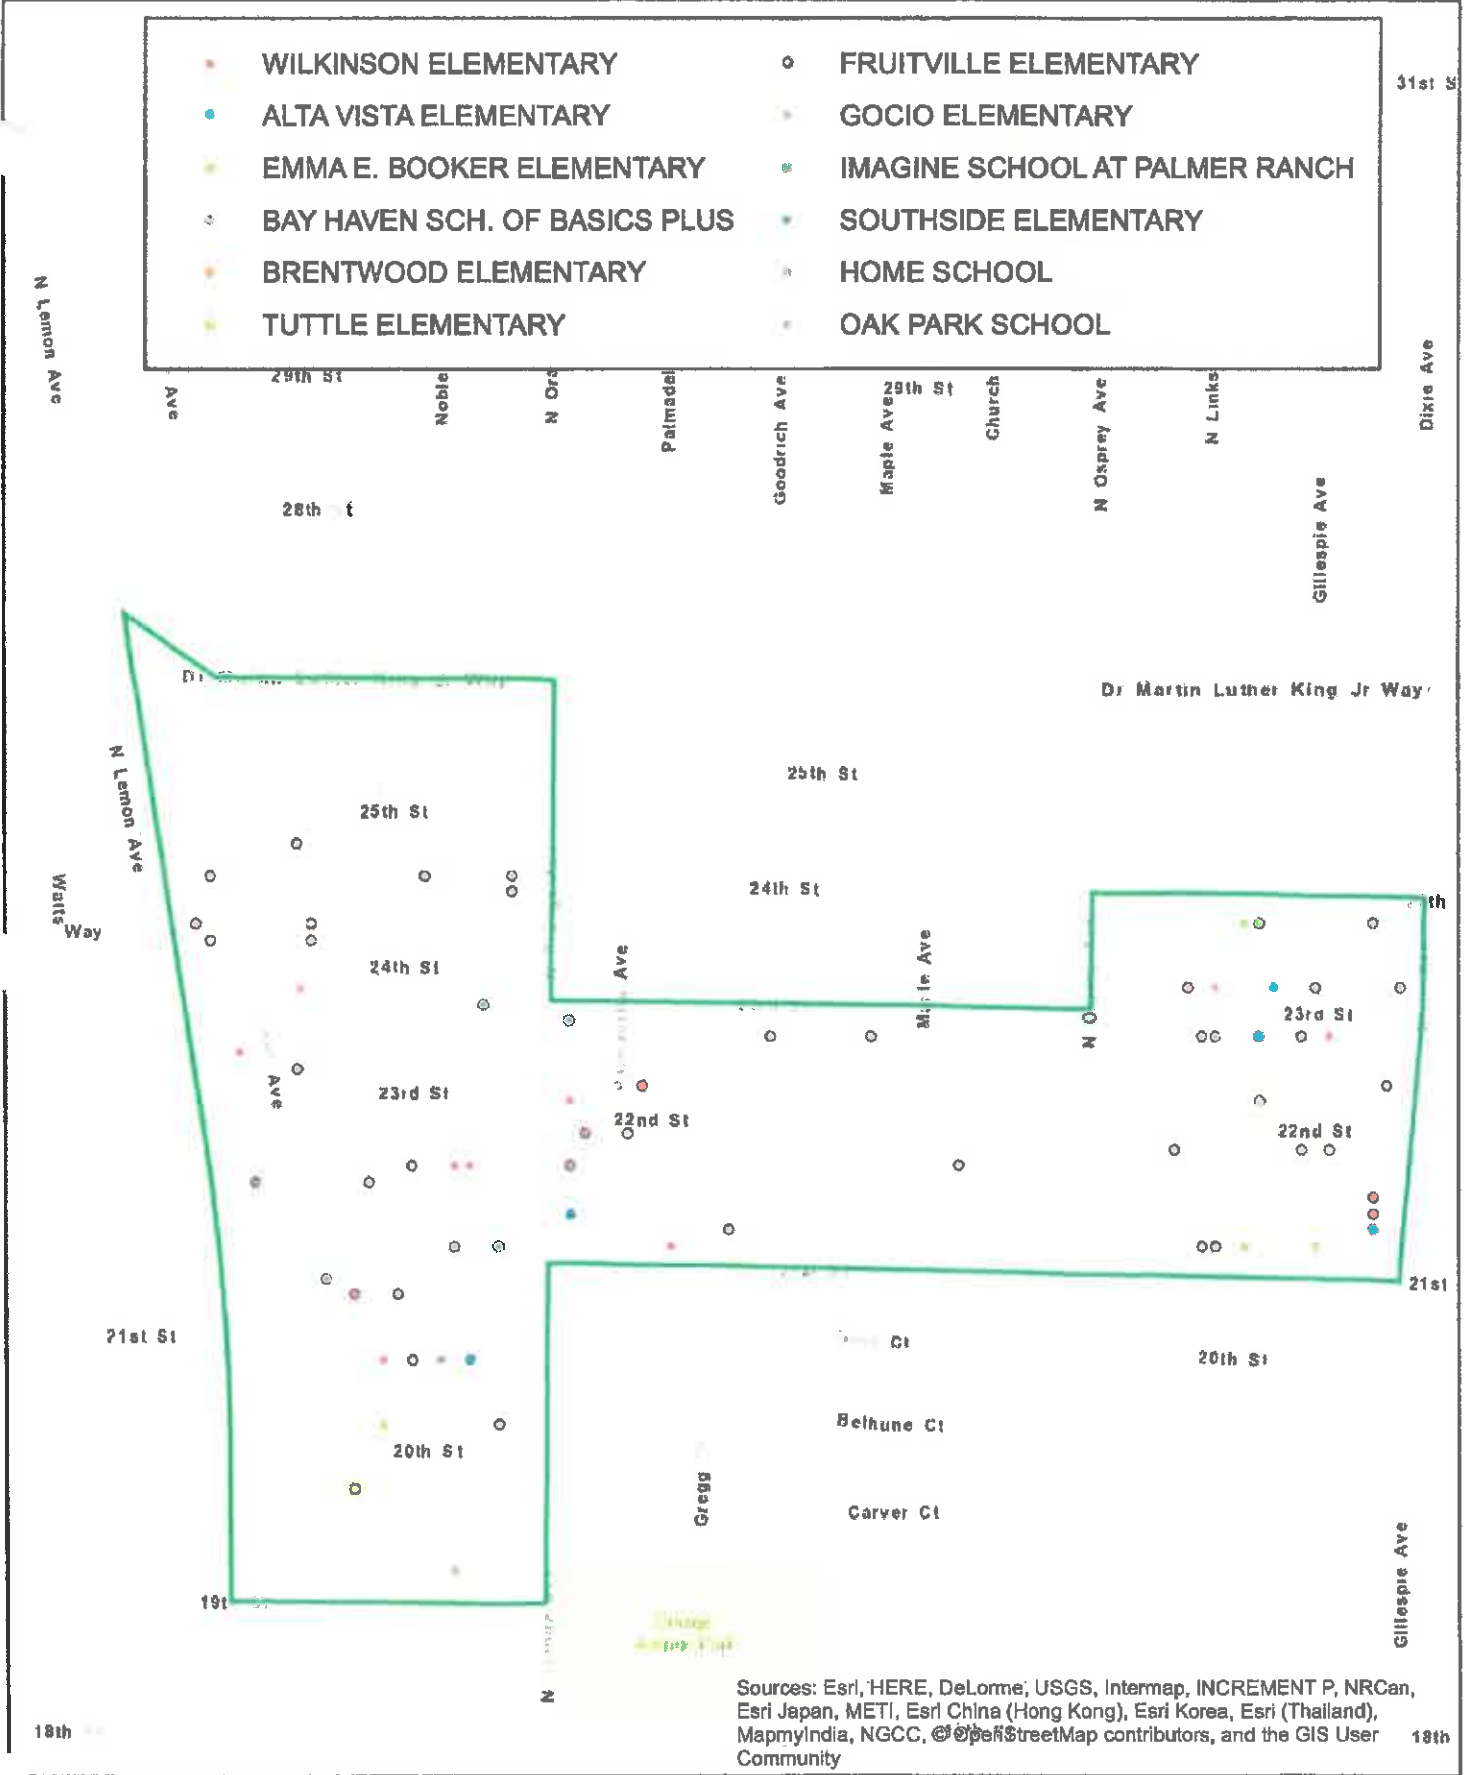 WILKINSON ELEMENTARY
ALTA VISTA ELEMENTARY
EMMA E. BOOKER ELEMENTARY
BAY HAVEN SCH. OF BASICS PLUS
BRENTWOOD ELEMENTARY
TUTTLE ELEMENTARY
FRUITVILLE ELEMENTARY
GOCIO ELEMENTARY
IMAGINE SCHOOL AT PALMER RANCH
SOUTHSIDE ELEMENTARY
HOME SCHOOL
OAK PARK SCHOOL
31st S
N Lemon Ave
29th St
Ave
Noble
N Ora
Palmadel
Goodrich Ave
Maple Ave
29th St
Church
N Osprey Ave
N Links
Dixie Ave
28th t
Gillespie Ave
Dr Martin Luther King Jr Way
25th St
N Lemon Ave
25th St
24th St
Watts
Way
th
24th St
Ave
Ave
23rd St
N
Ave
23rd St
22nd St
22nd St
21st
21st St
Ct
20th St
20th St
Bethune Ct
Gregg
Carver Ct
Gillespie Ave
19t
N
Sources: Esri, HERE, DeLorme, USGS, Intermap, INCREMENT P, NRCan,
Esri Japan, METI, Esri China (Hong Kong), Esri Korea, Esri (Thailand),
MapmyIndia, NGCC, © OpenStreetMap contributors, and the GIS User
Community
18th
18th